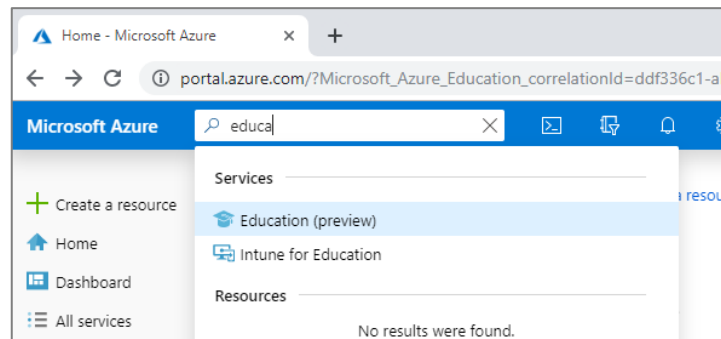 Home - Microsoft Azure
portal.azure.com/?Microsoft_Azure_Education_correlationId=ddf336c1-a
Microsoft Azure
educa
Services
Create a resource
Education (preview)
Home
Intune for Education
Dashboard
Resources
All services
No results were found.